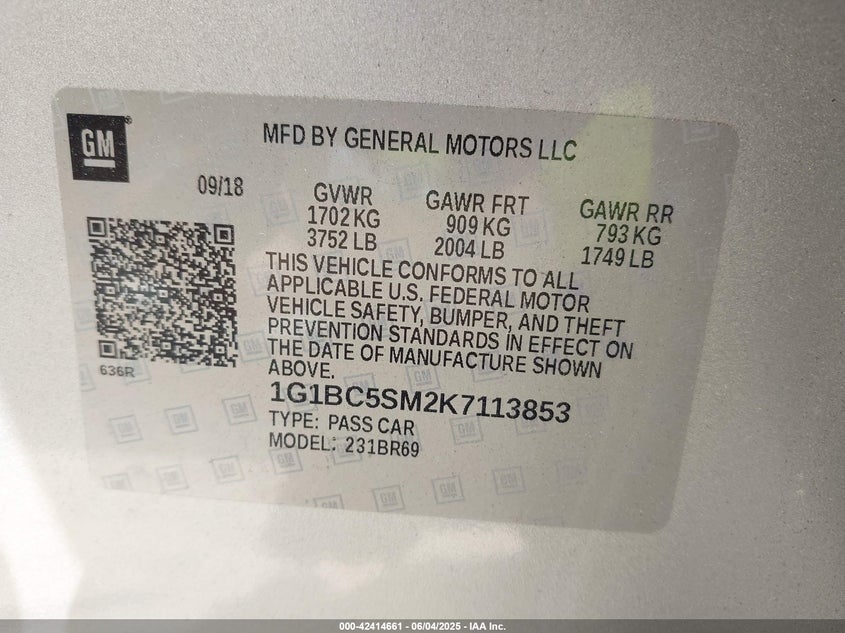 GM
MFD BY GENERAL MOTORS LLC
09/18
GVWR
1702 KG
3752 LB
GAWR FRT
909 KG
2004 LB
GAWR RR
793 KG
1749 LB
THIS VEHICLE CONFORMS TO ALL
APPLICABLE U.S. FEDERAL MOTOR
VEHICLE SAFETY, BUMPER, AND THEFT
PREVENTION STANDARDS IN EFFECT ON
THE DATE OF MANUFACTURE SHOWN
ABOVE.
636R
1G1BC5SM2K7113853
TYPE: PASS CAR
MODEL: 231BR69
000-42414661 - 06/04/2025 - IAA Inc.